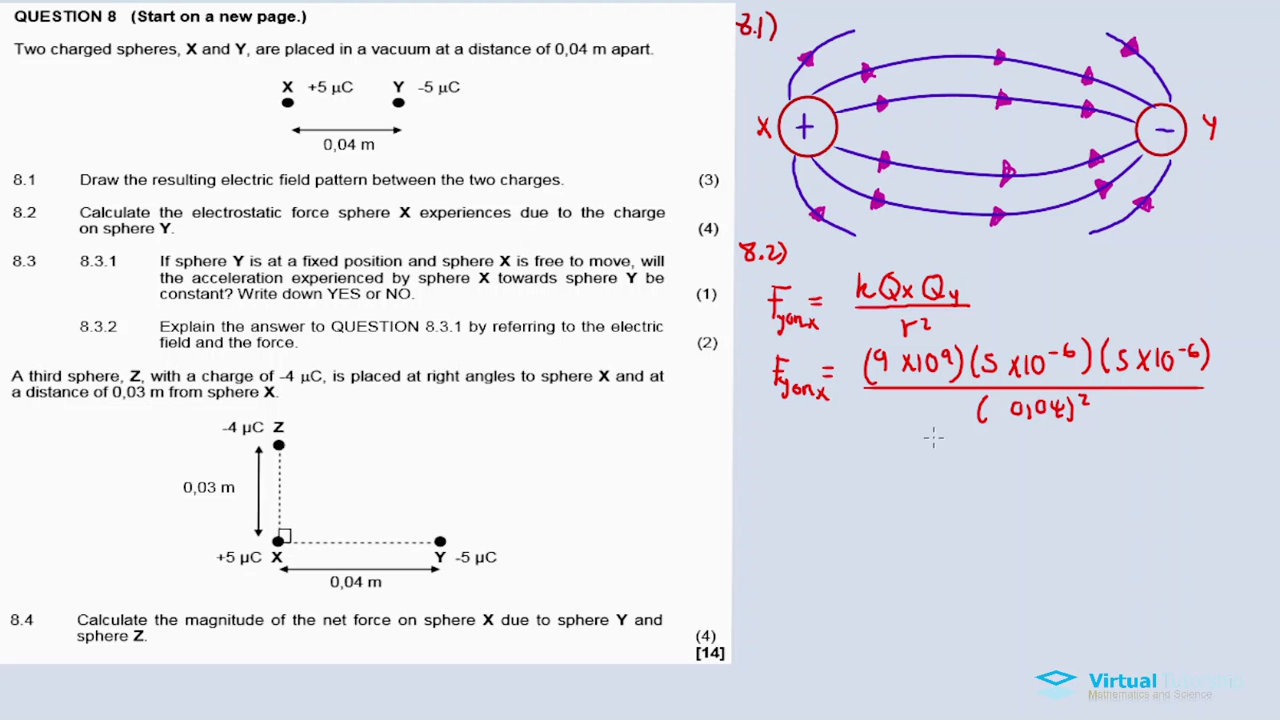 QUESTION 8 (Start on a new page.)
Two charged spheres, X and Y, are placed in a vacuum at a distance of 0,04 m apart.
X +5 µC Y -5 µC
0,04 m
8.1 Draw the resulting electric field pattern between the two charges. (3)
8.2 Calculate the electrostatic force sphere X experiences due to the charge
on sphere Y. (4)
8.3 8.3.1 If sphere Y is at a fixed position and sphere X is free to move, will
the acceleration experienced by sphere X towards sphere Y be
constant? Write down YES or NO. (1)
8.3.2 Explain the answer to QUESTION 8.3.1 by referring to the electric
field and the force. (2)
A third sphere, Z, with a charge of -4 µC, is placed at right angles to sphere X and at
a distance of 0,03 m from sphere X.
-4 µC Z
0,03 m
+5 µC X Y -5 µC
0,04 m
8.4 Calculate the magnitude of the net force on sphere X due to sphere Y and
sphere Z. (4)
[14]
8.1)
X + - Y
8.2)
Fyonx = kQxQy / r²
Fyonx = (9 x10⁹)(5 x10⁻⁶)(5 x10⁻⁶) / (0,04)²
Virtual
Mathematics and Science